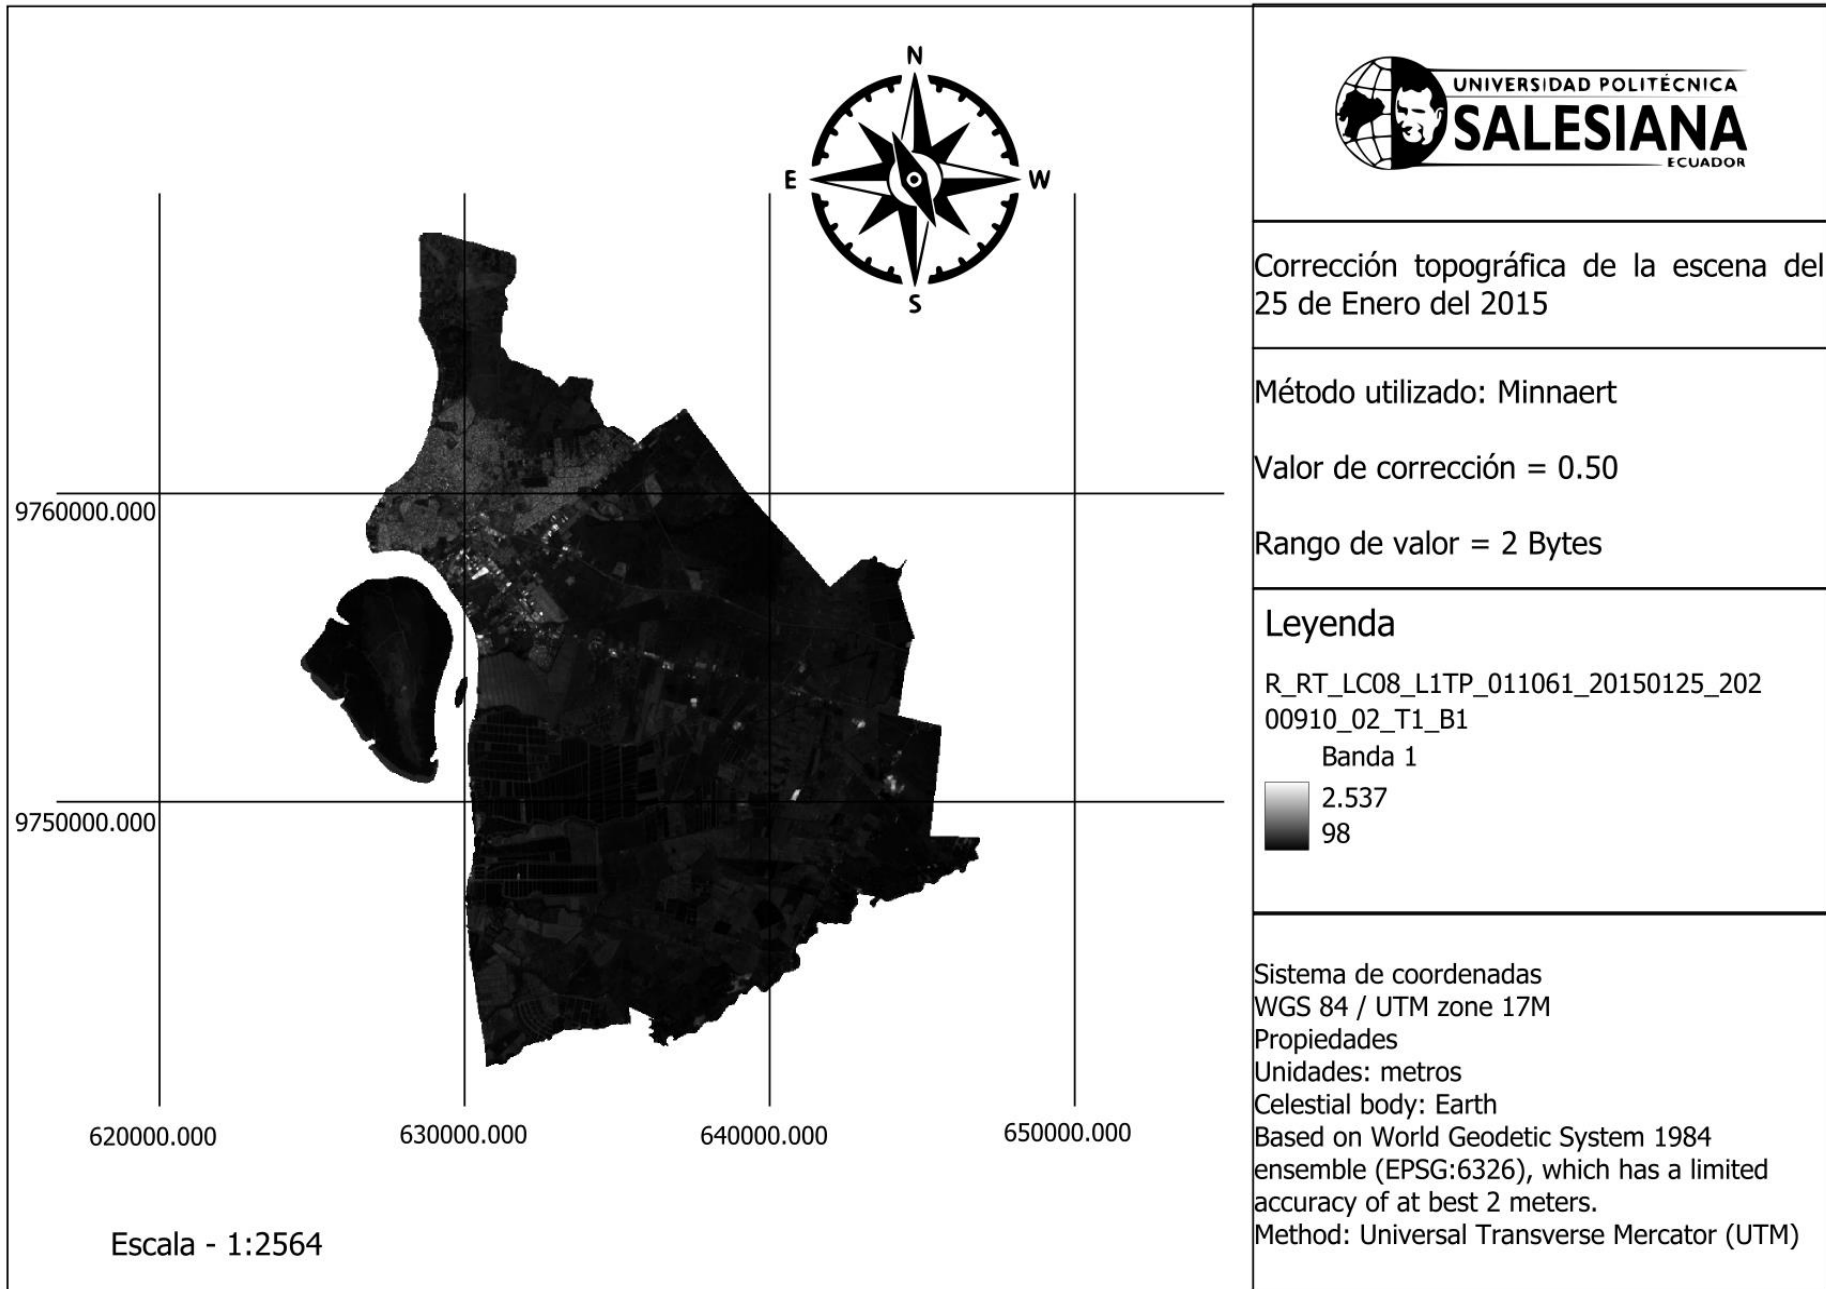 N
E
W
S
9760000.000
9750000.000
620000.000
630000.000
640000.000
650000.000
Escala - 1:2564
UNIVERSIDAD POLITÉCNICA
SALESIANA
ECUADOR
Corrección topográfica de la escena del
25 de Enero del 2015
Método utilizado: Minnaert
Valor de corrección = 0.50
Rango de valor = 2 Bytes
Leyenda
R_RT_LC08_L1TP_011061_20150125_202
00910_02_T1_B1
Banda 1
2.537
98
Sistema de coordenadas
WGS 84 / UTM zone 17M
Propiedades
Unidades: metros
Celestial body: Earth
Based on World Geodetic System 1984
ensemble (EPSG:6326), which has a limited
accuracy of at best 2 meters.
Method: Universal Transverse Mercator (UTM)